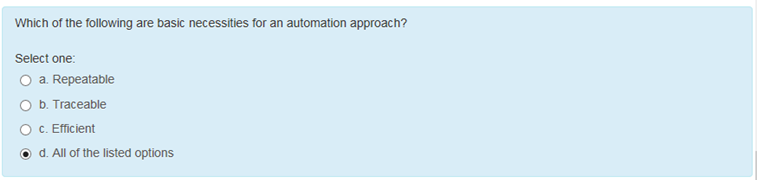 Which of the following are basic necessities for an automation approach?
Select one:
a. Repeatable
b. Traceable
c. Efficient
d. All of the listed options